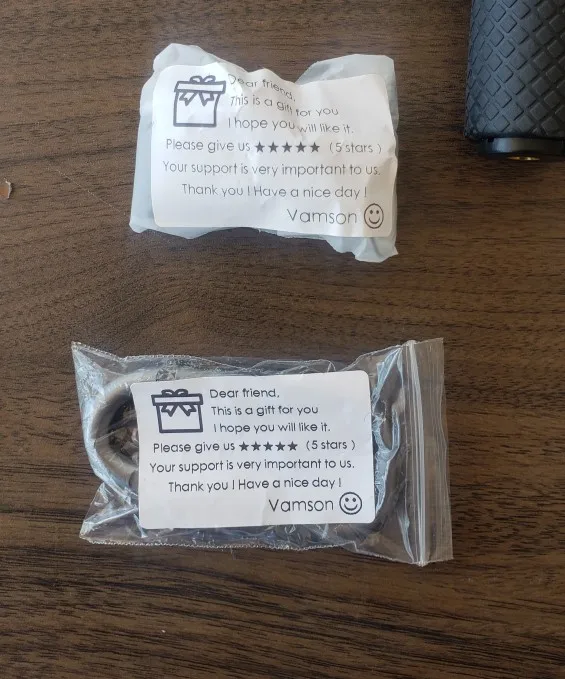 Dear friend,
This is a gift for you
I hope you will like it.
Please give us ★★★★★ (5 stars )
Your support is very important to us.
Thank you ! Have a nice day !
Vamson
Dear friend,
This is a gift for you
I hope you will like it.
Please give us ★★★★★ (5 stars )
Your support is very important to us.
Thank you ! Have a nice day !
Vamson